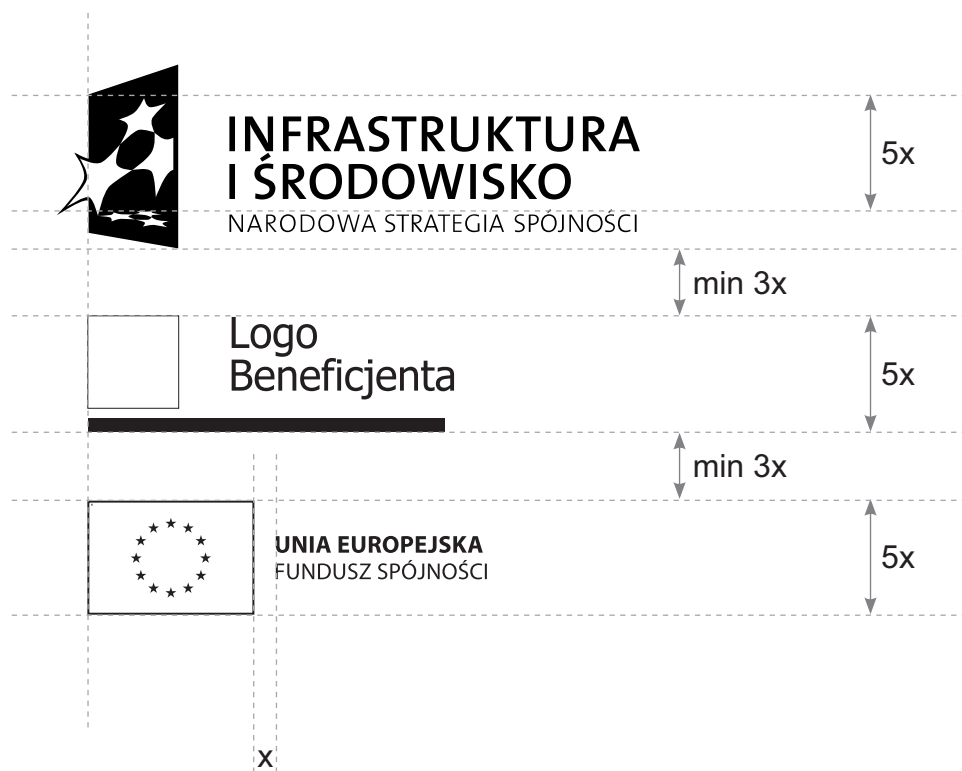 INFRASTRUKTURA
I ŚRODOWISKO
NARODOWA STRATEGIA SPÓJNOŚCI
5x
min 3x
Logo
Beneficjenta
5x
min 3x
UNIA EUROPEJSKA
FUNDUSZ SPÓJNOŚCI
5x
x